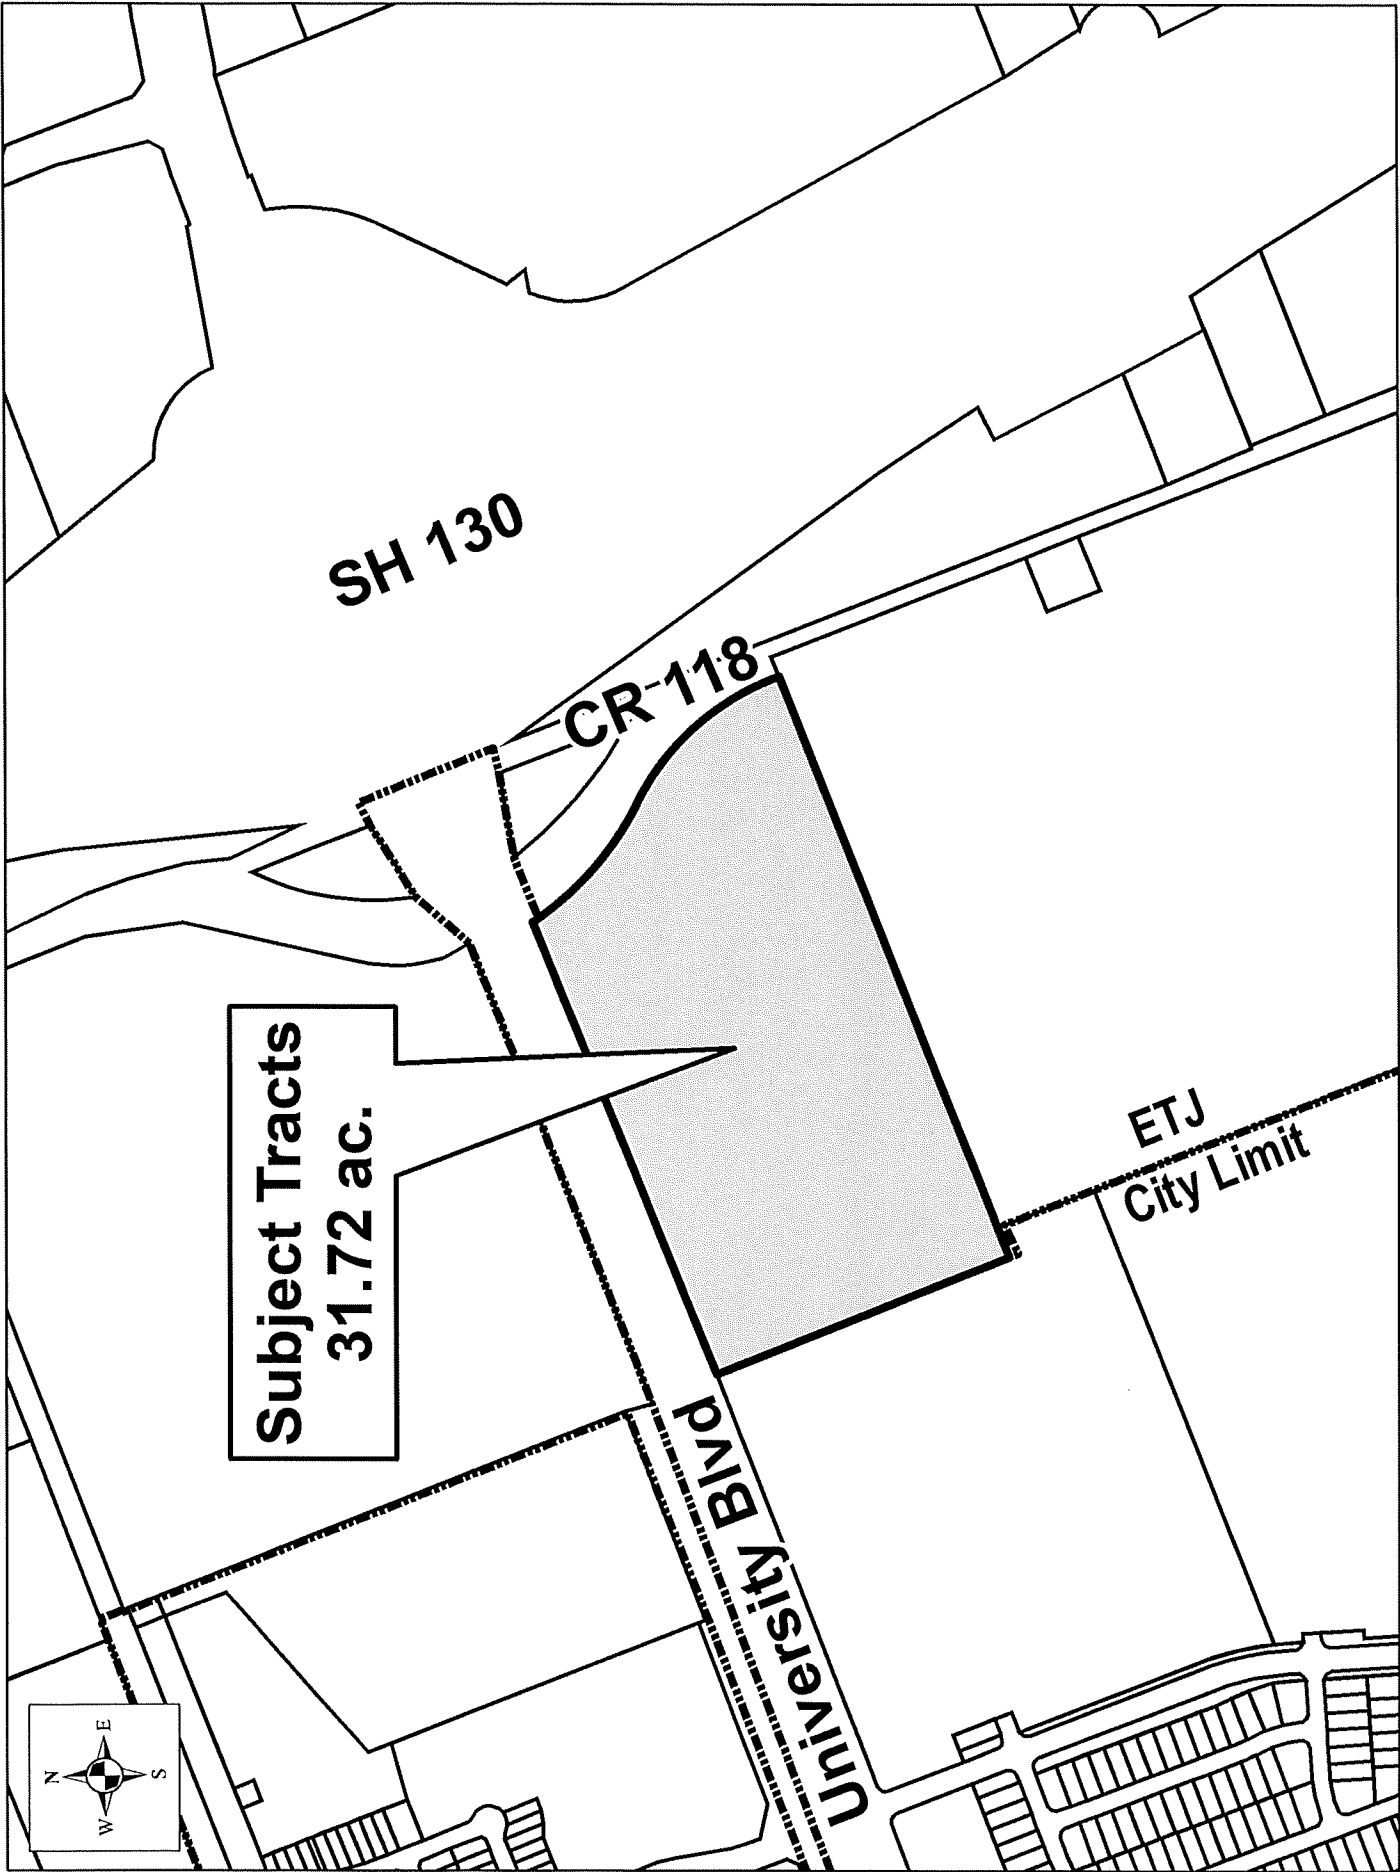 N
W E
S
Subject Tracts
31.72 ac.
SH 130
CR 118
University Blvd
ETJ
City Limit